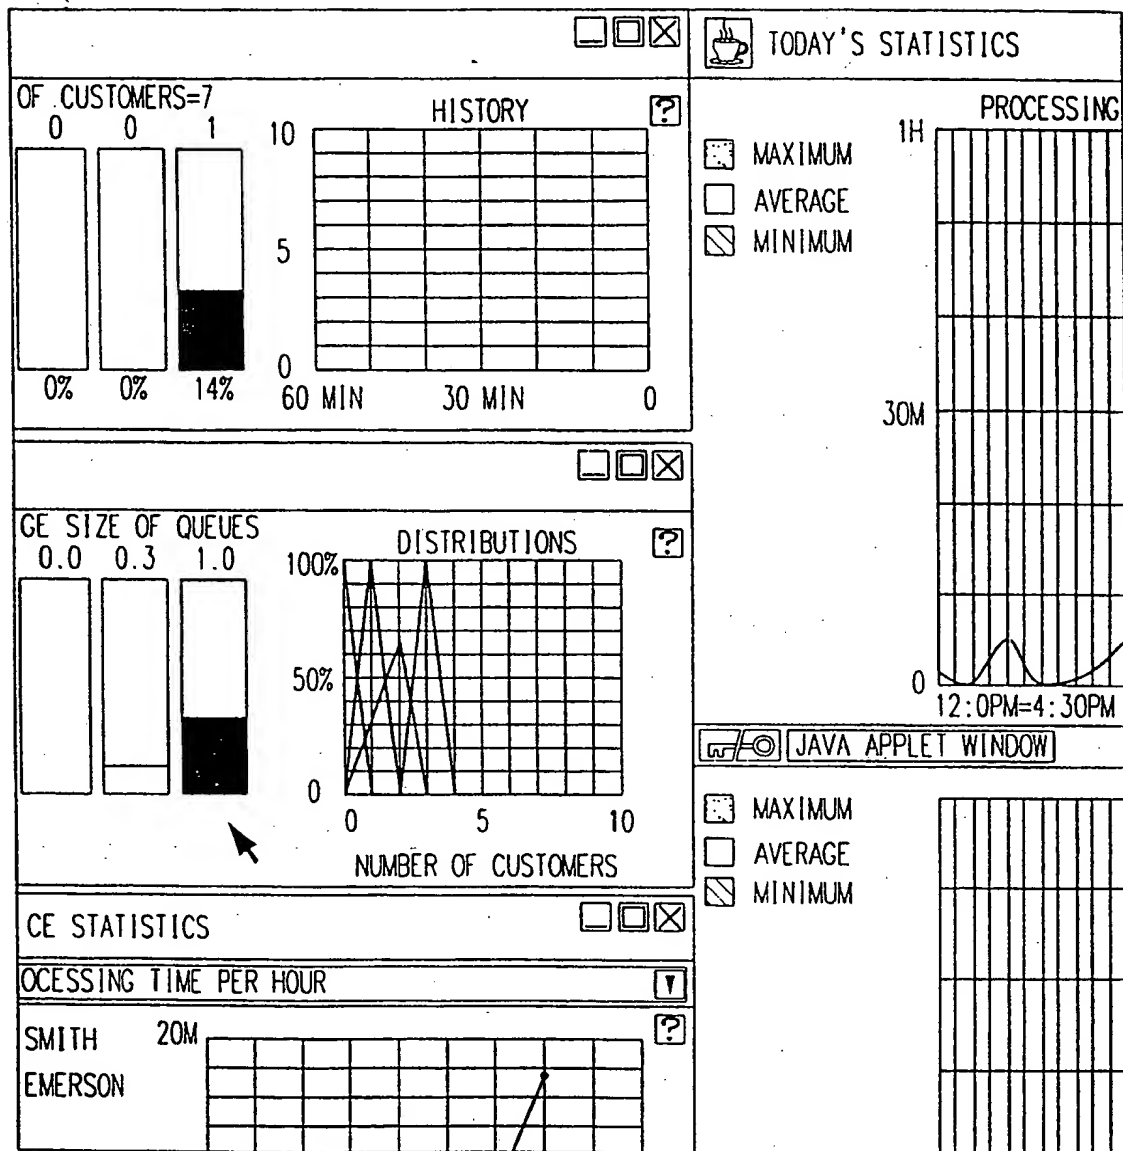 OF CUSTOMERS=7
0 0 1
0% 0% 14%
HISTORY
?
10
5
0
60 MIN 30 MIN 0
GE SIZE OF QUEUES
0.0 0.3 1.0
DISTRIBUTIONS
?
100%
50%
0
0 5 10
NUMBER OF CUSTOMERS
CE STATISTICS
OCESSING TIME PER HOUR
?
SMITH
EMERSON
20M
TODAY'S STATISTICS
PROCESSING
MAXIMUM
AVERAGE
MINIMUM
1H
30M
0
12:0PM=4:30PM
JAVA APPLET WINDOW
MAXIMUM
AVERAGE
MINIMUM